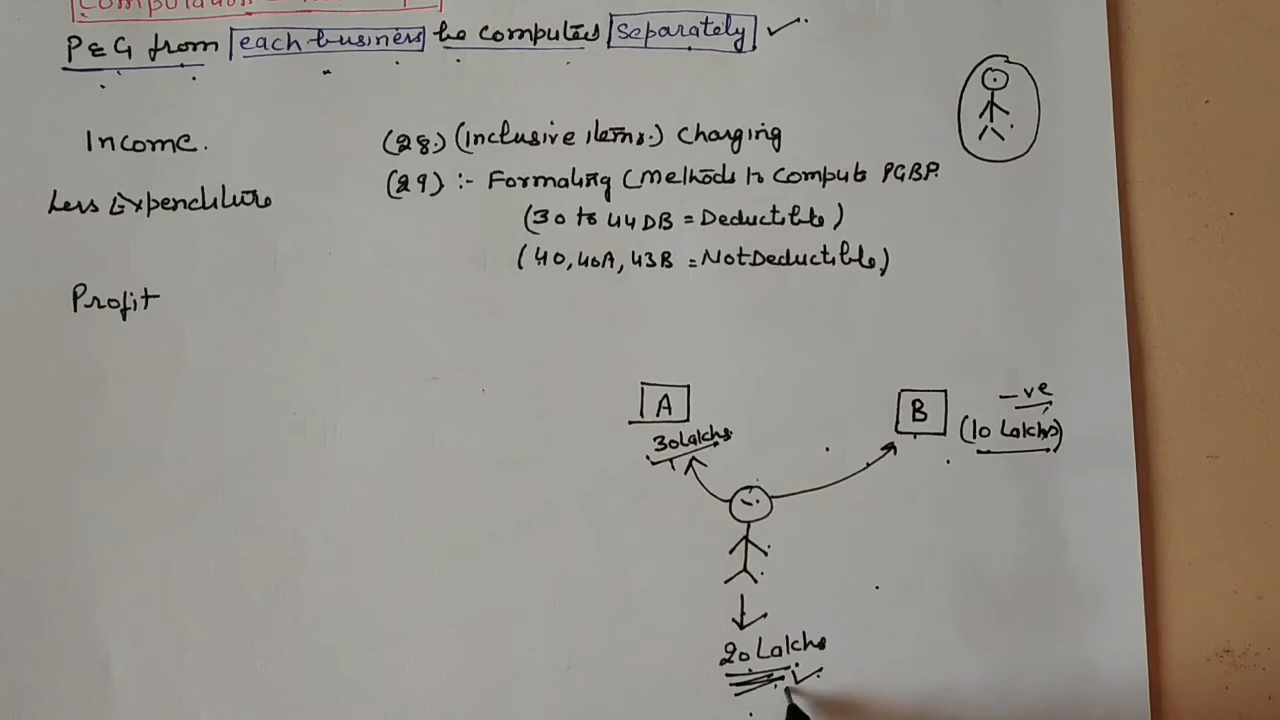 P & G from each business be computed separately
Income.
(28.) (Inclusive items.) Charging
(29) :- Formating (Methods to compute PGBP.
Less Expenditure
(30 to 44DB = Deductible)
(40, 40A, 43B = Not Deductible)
Profit
A
B
-ve
30 Lakhs
(10 Lakhs)
20 Lakhs